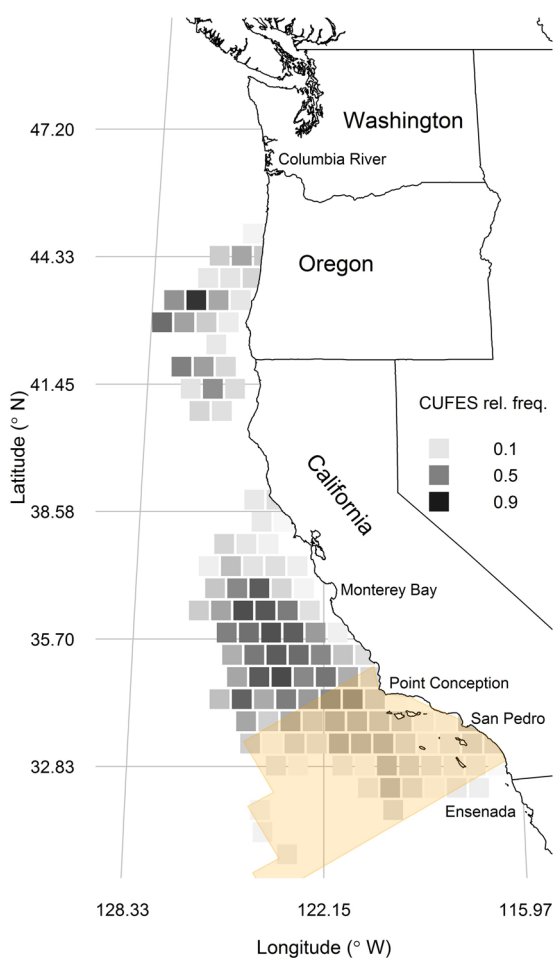 Washington
47.20
Columbia River
44.33
Oregon
41.45
CUFES rel. freq.
0.1
0.5
0.9
Latitude (° N)
California
38.58
Monterey Bay
35.70
Point Conception
San Pedro
32.83
Ensenada
128.33
122.15
115.97
Longitude (° W)